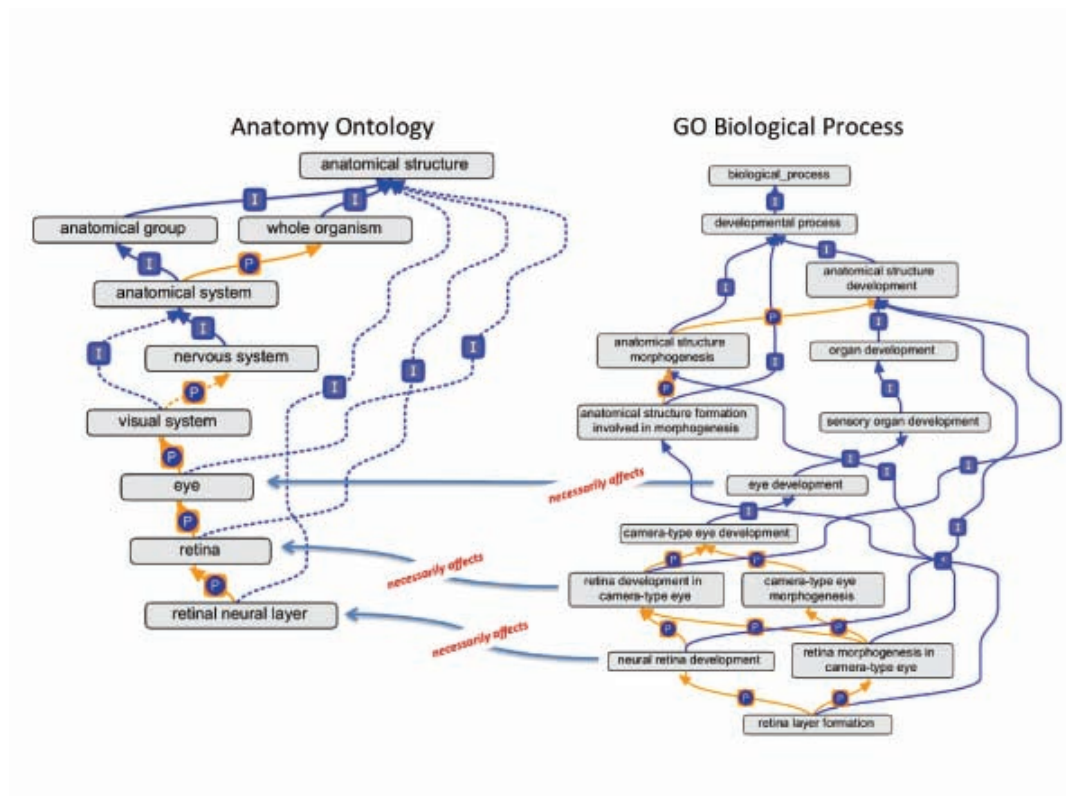 Anatomy Ontology
anatomical structure
anatomical group
whole organism
anatomical system
nervous system
visual system
eye
retina
retinal neural layer
I
I
I
P
I
I
P
I
I
I
P
P
P
necessarily affects
necessarily affects
necessarily affects
GO Biological Process
biological_process
developmental process
anatomical structure
development
anatomical structure
morphogenesis
organ development
anatomical structure formation
involved in morphogenesis
sensory organ development
eye development
camera-type eye development
retina development in
camera-type eye
camera-type eye
morphogenesis
neural retina development
retina morphogenesis in
camera-type eye
retina layer formation
I
I
I
P
I
I
P
I
I
I
I
I
I
P
P
P
P
P
P
P